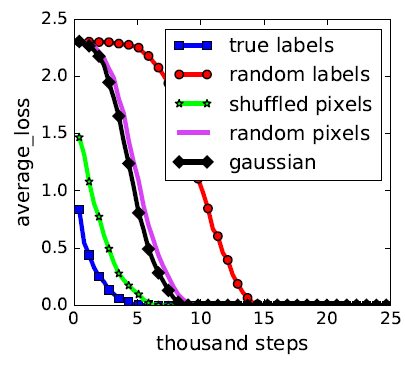 2.5
2.0
1.5
1.0
0.5
0.0
average_loss
true labels
random labels
shuffled pixels
random pixels
gaussian
0 5 10 15 20 25
thousand steps